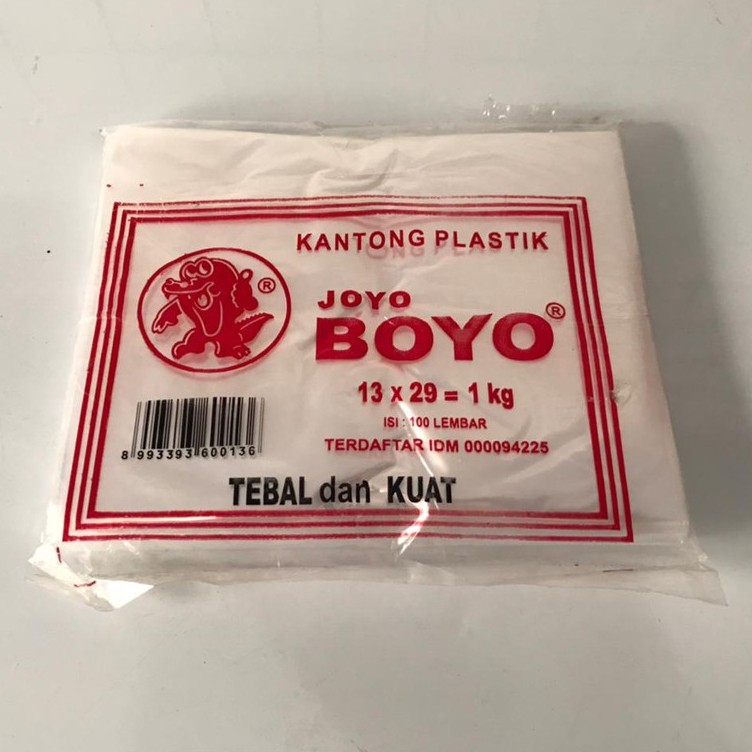 KANTONG PLASTIK
®
JOYO
BOYO®
13 x 29 = 1 kg
ISI : 100 LEMBAR
TERDAFTAR IDM 000094225
8 993393 600136
TEBAL dan KUAT